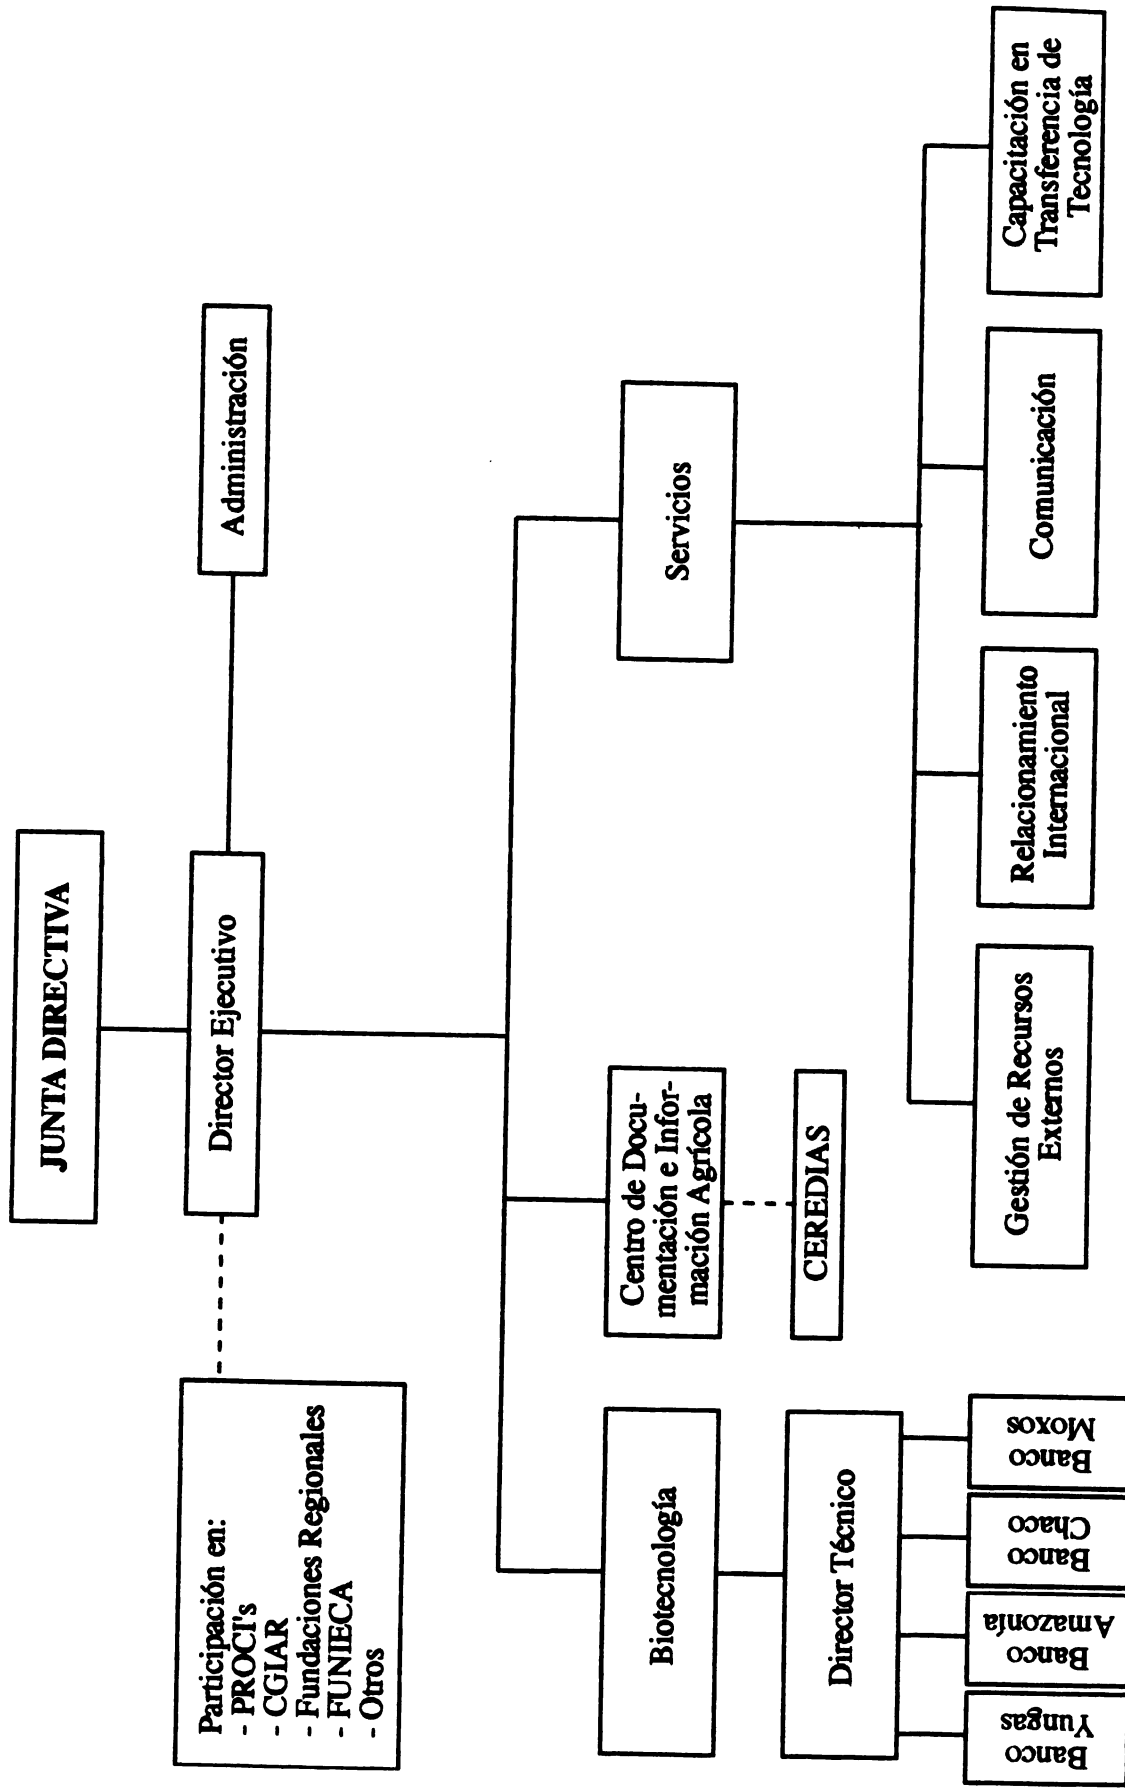 JUNTA DIRECTIVA
Director Ejecutivo
Administración
Participación en:
- PROCI's
- CGIAR
- Fundaciones Regionales
- FUNIECA
- Otros
Biotecnología
Centro de Docu-
mentación e Infor-
mación Agrícola
Servicios
Director Técnico
CEREDIAS
Banco
Yungas
Banco
Amazonía
Banco
Chaco
Banco
Moxos
Gestión de Recursos
Externos
Relacionamiento
Internacional
Comunicación
Capacitación en
Transferencia de
Tecnología